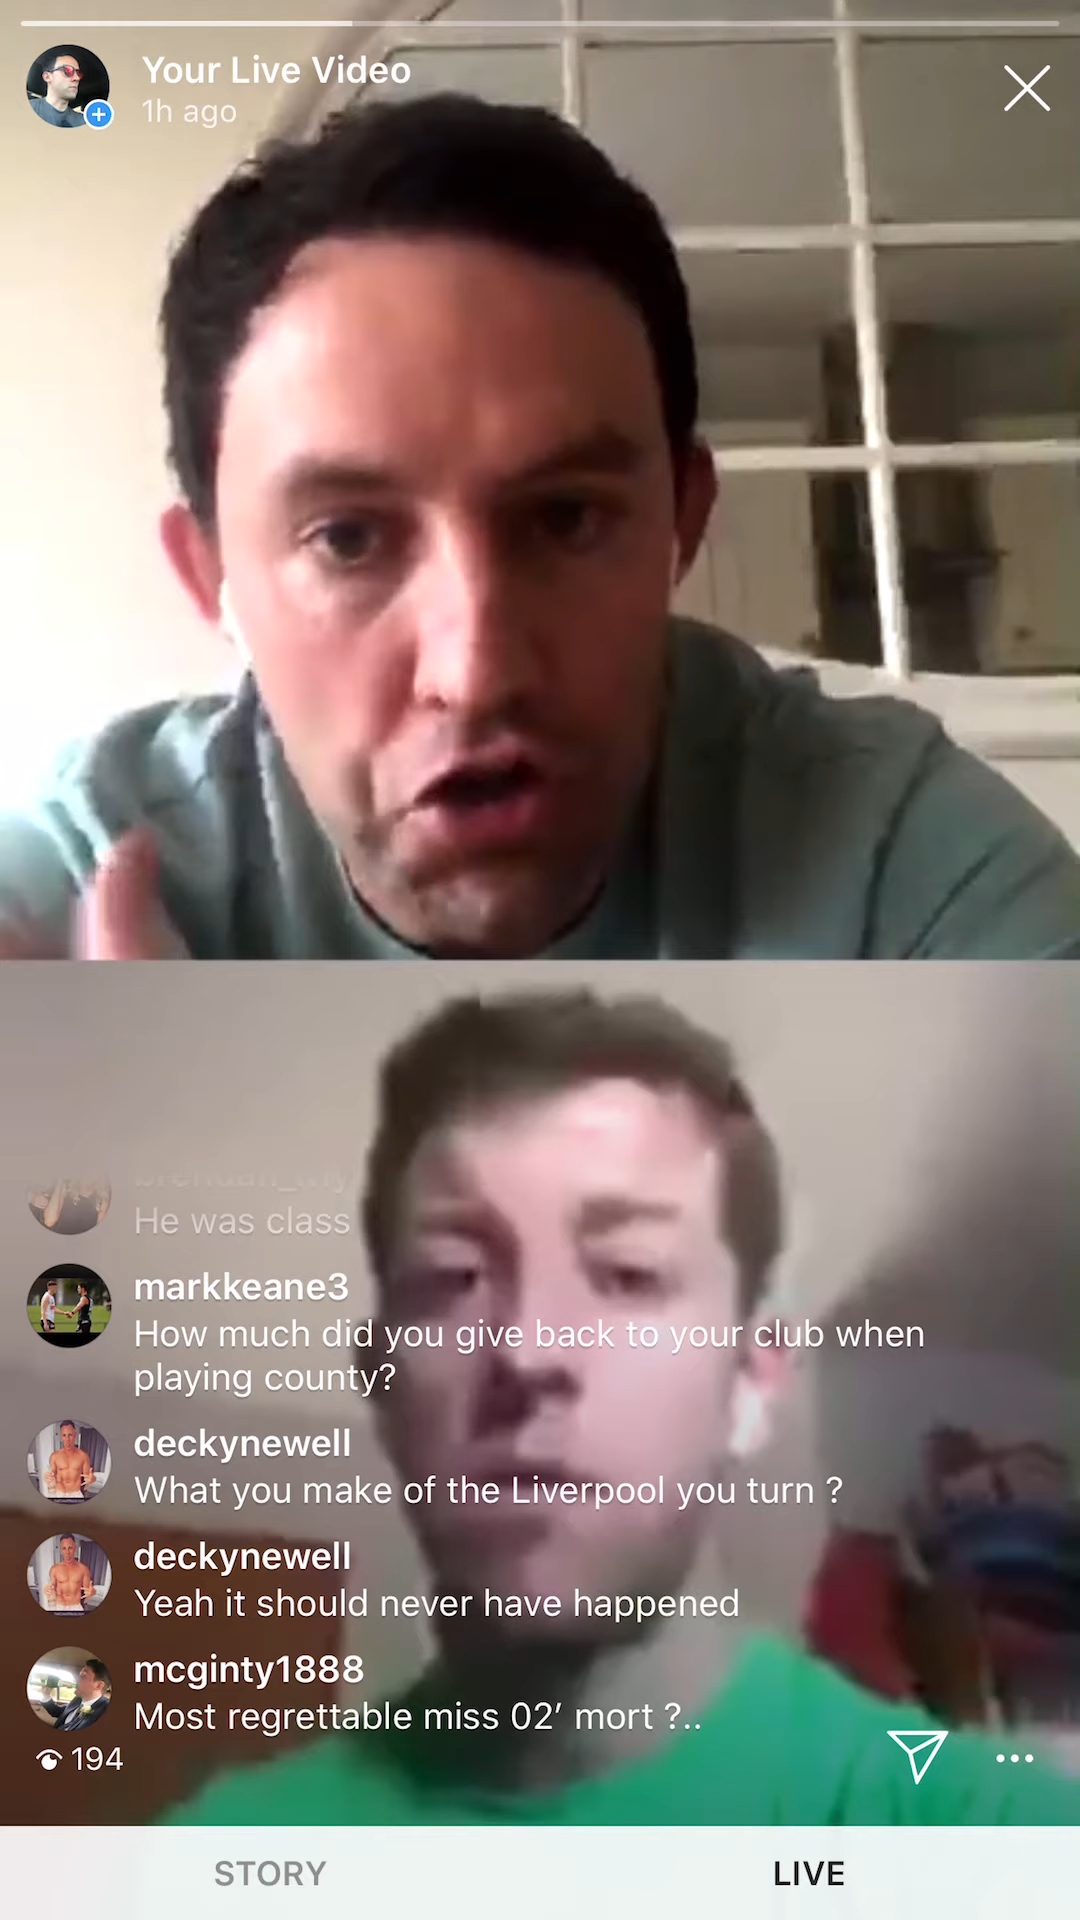 Your Live Video
1h ago
He was class
markkeane3
How much did you give back to your club when
playing county?
deckynewell
What you make of the Liverpool you turn ?
deckynewell
Yeah it should never have happened
mcginty1888
Most regrettable miss 02’ mort ?..
194
STORY
LIVE